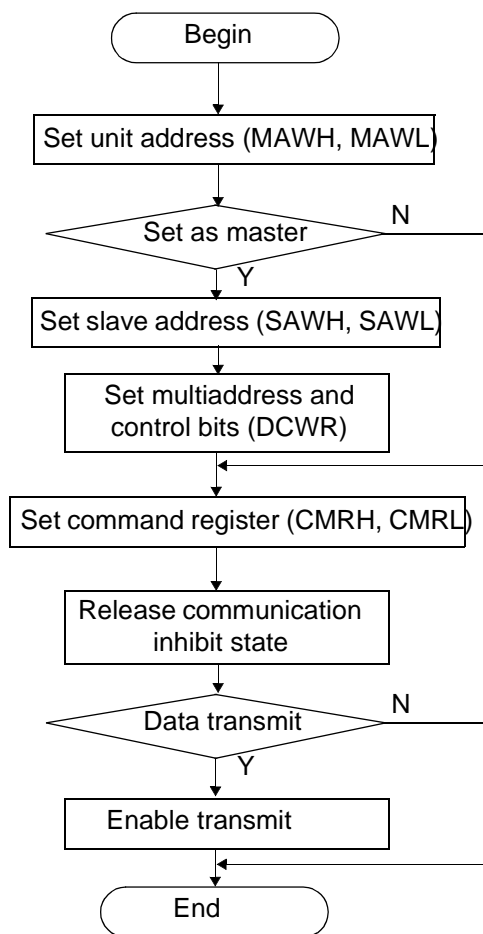 Begin
Set unit address (MAWH, MAWL)
Set as master
N
Y
Set slave address (SAWH, SAWL)
Set multiaddress and
control bits (DCWR)
Set command register (CMRH, CMRL)
Release communication
inhibit state
Data transmit
N
Y
Enable transmit
End